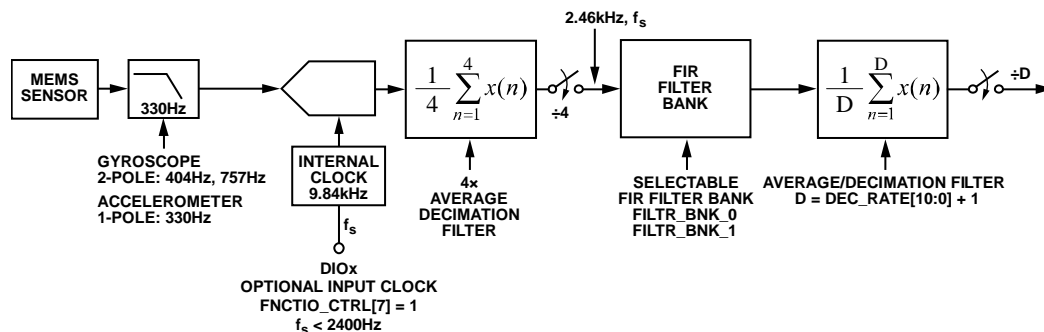 2.46kHz, fs
MEMS
SENSOR
330Hz
1/4 4∑n=1 x(n)
÷4
FIR
FILTER
BANK
1/D D∑n=1 x(n)
÷D
GYROSCOPE
2-POLE: 404Hz, 757Hz
ACCELEROMETER
1-POLE: 330Hz
INTERNAL
CLOCK
9.84kHz
fs
DIOx
OPTIONAL INPUT CLOCK
FNCTIO_CTRL[7] = 1
fs < 2400Hz
4×
AVERAGE
DECIMATION
FILTER
SELECTABLE
FIR FILTER BANK
FILTR_BNK_0
FILTR_BNK_1
AVERAGE/DECIMATION FILTER
D = DEC_RATE[10:0] + 1